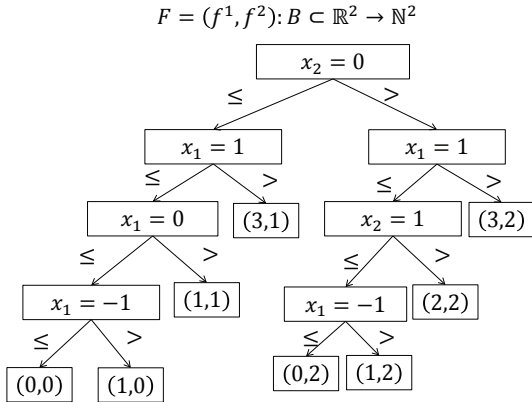 F = (f¹, f²): B ⊂ ℝ² → ℕ²
x₂ = 0
≤ >
x₁ = 1 x₁ = 1
≤ > ≤ >
x₁ = 0 (3,1) x₂ = 1 (3,2)
≤ > ≤ >
x₁ = −1 (1,1) x₁ = −1 (2,2)
≤ > ≤ >
(0,0) (1,0) (0,2) (1,2)